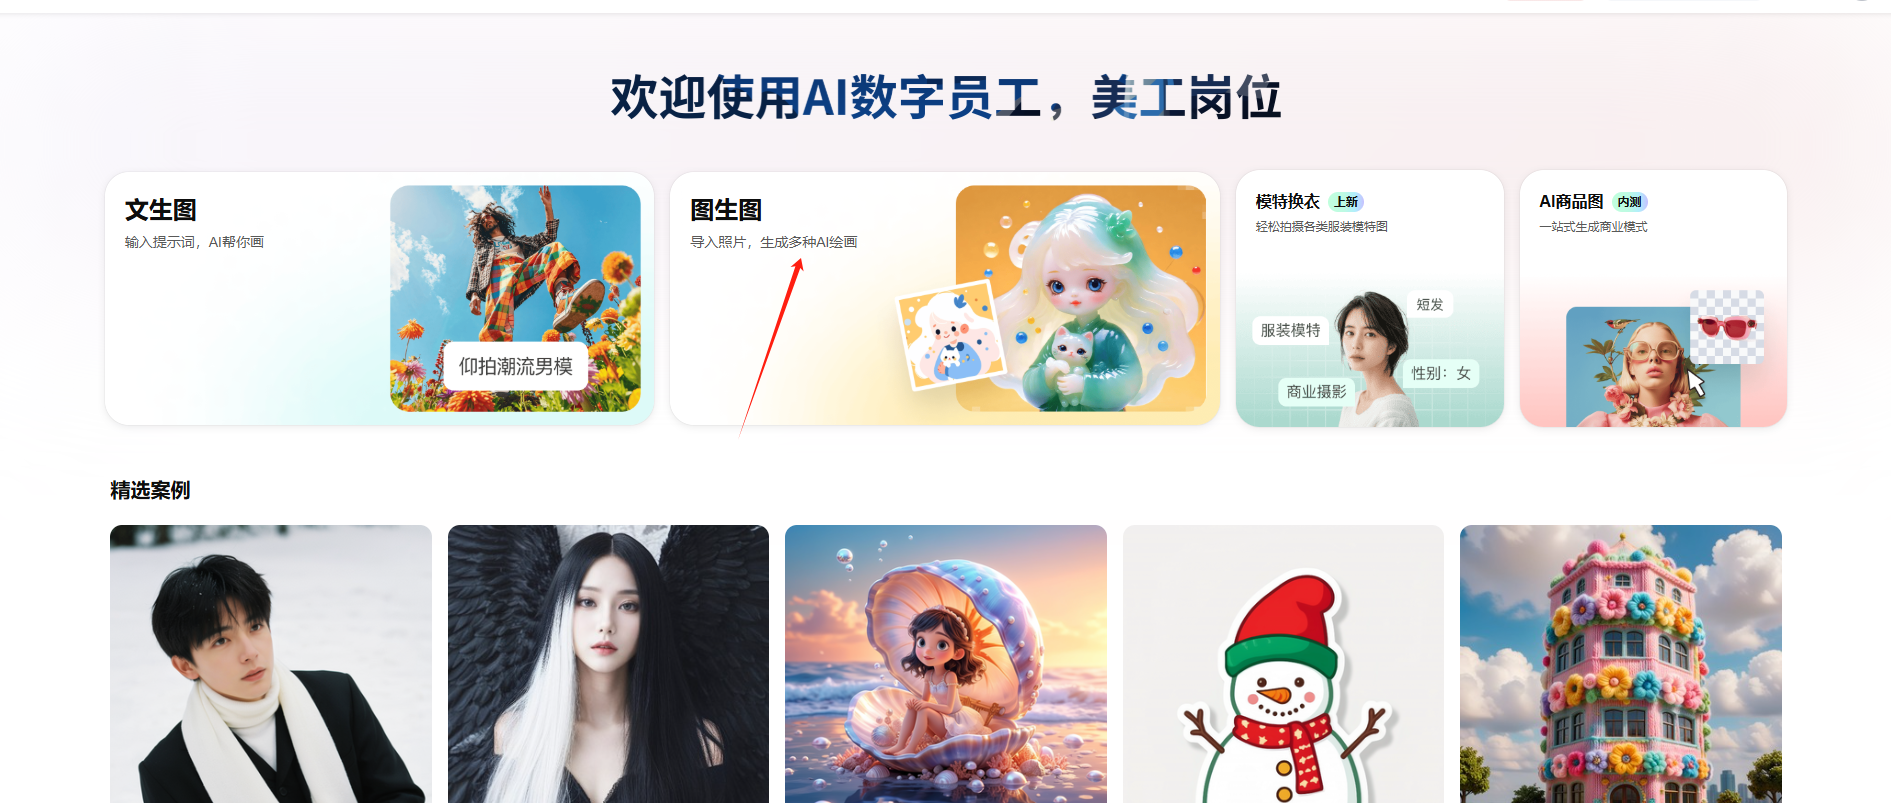 欢迎使用AI数字员工，美工岗位
文生图
输入提示词，AI帮你画
仰拍潮流男模
图生图
导入照片，生成多种AI绘画
模特换衣 上新
轻松拍摄各类服装模特图
短发
服装模特
性别：女
商业摄影
AI商品图 内测
一站式生成商业模式
精选案例